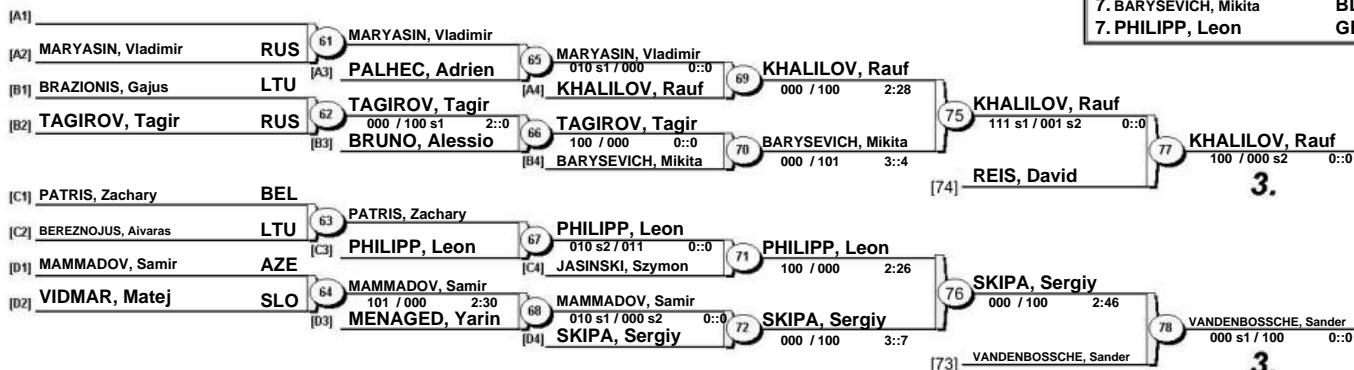 7. BARYSEVICH, Mikita
7. PHILIPP, Leon
[A1]
[A2] MARYASIN, Vladimir RUS
61
MARYASIN, Vladimir
[A3] PALHEC, Adrien
65
MARYASIN, Vladimir
010 s1 / 000 0::0
[A4] KHALILOV, Rauf
69
KHALILOV, Rauf
000 / 100 2:28
[B1] BRAZIONIS, Gajus LTU
[B2] TAGIROV, Tagir RUS
62
TAGIROV, Tagir
000 / 100 s1 2::0
[B3] BRUNO, Alessio
66
TAGIROV, Tagir
100 / 000 0::0
[B4] BARYSEVICH, Mikita
70
BARYSEVICH, Mikita
000 / 101 3::4
75
KHALILOV, Rauf
111 s1 / 001 s2 0::0
[74] REIS, David
77
KHALILOV, Rauf
100 / 000 s2 0::0
3.
[C1] PATRIS, Zachary BEL
[C2] BEREZNOJUS, Aivaras LTU
63
PATRIS, Zachary
[C3] PHILIPP, Leon
67
PHILIPP, Leon
010 s2 / 011 0::0
[C4] JASINSKI, Szymon
71
PHILIPP, Leon
100 / 000 2:26
[D1] MAMMADOV, Samir AZE
[D2] VIDMAR, Matej SLO
64
MAMMADOV, Samir
101 / 000 2:30
[D3] MENAGED, Yarin
68
MAMMADOV, Samir
010 s1 / 000 s2 0::0
[D4] SKIPA, Sergiy
72
SKIPA, Sergiy
000 / 100 3::7
76
SKIPA, Sergiy
000 / 100 2:46
[73] VANDENBOSSCHE, Sander
78
VANDENBOSSCHE, Sander
000 s1 / 100 0::0
3.